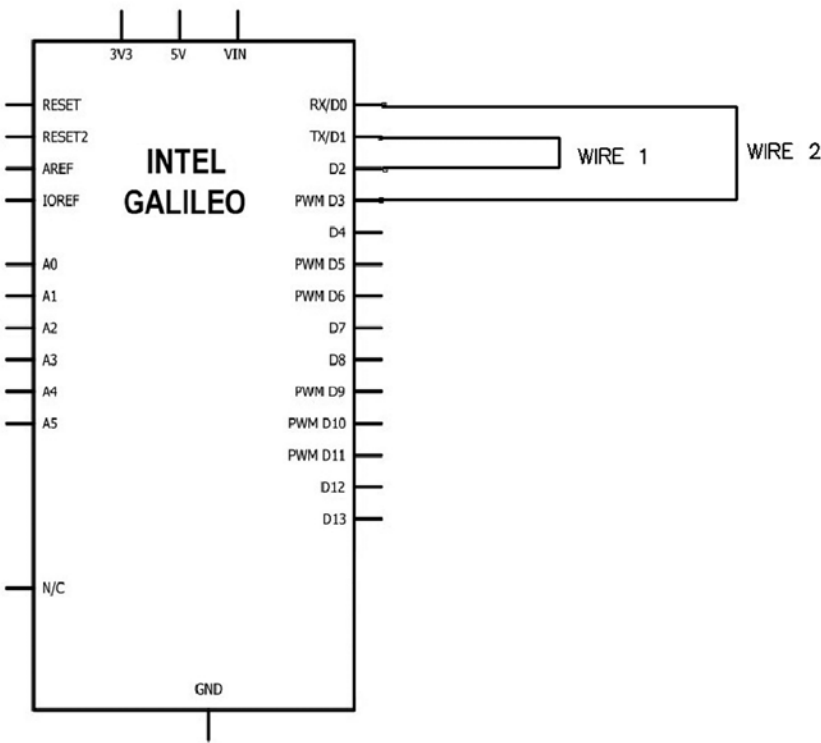 3V3 5V VIN
RESET
RESET2
AREF
IOREF
A0
A1
A2
A3
A4
A5
N/C
INTEL
GALILEO
RX/D0
TX/D1
D2
PWM D3
D4
PWM D5
PWM D6
D7
D8
PWM D9
PWM D10
PWM D11
D12
D13
GND
WIRE 1
WIRE 2